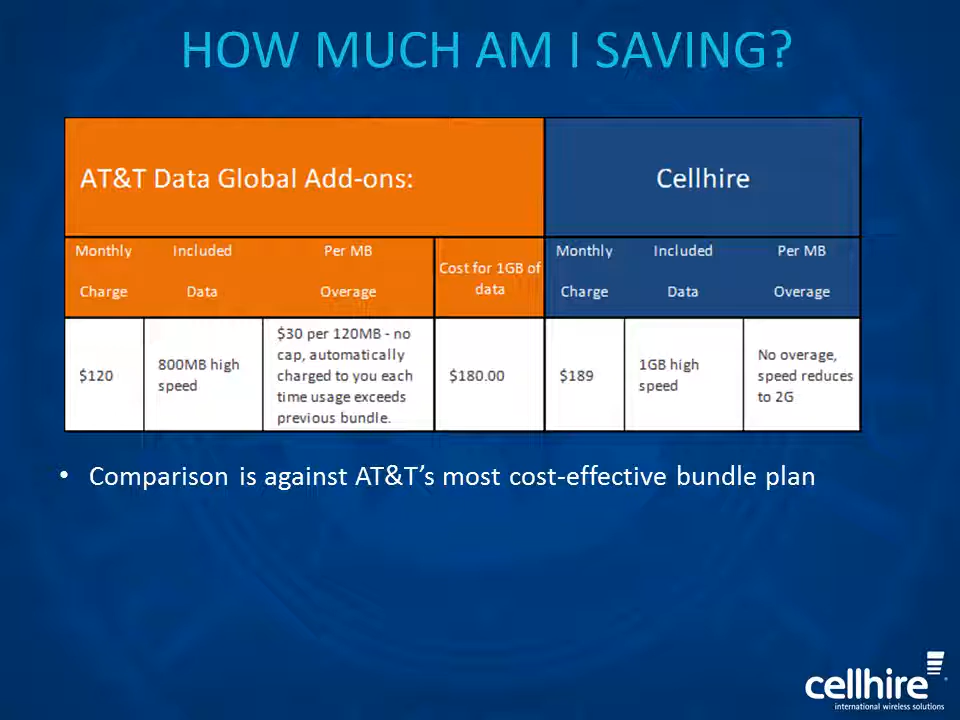 HOW MUCH AM I SAVING?
AT&T Data Global Add-ons:
Cellhire
Monthly
Charge
Included
Data
Per MB
Overage
Cost for 1GB of
data
Monthly
Charge
Included
Data
Per MB
Overage
$120
800MB high
speed
$30 per 120MB - no
cap, automatically
charged to you each
time usage exceeds
previous bundle.
$180.00
$189
1GB high
speed
No overage,
speed reduces
to 2G
• Comparison is against AT&T’s most cost-effective bundle plan
cellhire
international wireless solutions